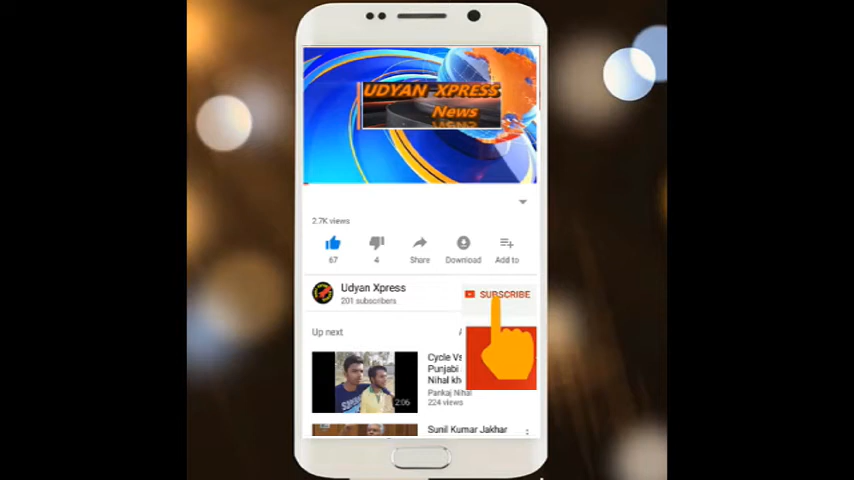 UDYAN XPRESS
News
2.7K views
67
4
Share
Download
Add to
Udyan Xpress
201 subscribers
SUBSCRIBE
Up next
Cycle Vs
Punjabi
Nihal kh
Pankaj Nihal
224 views
2:06
Sunil Kumar Jakhar